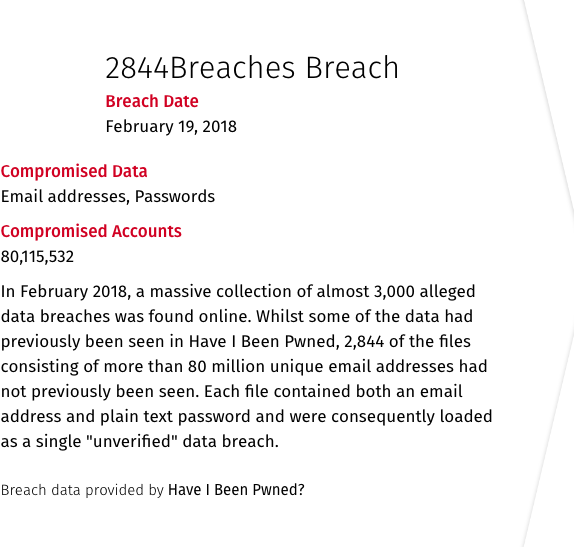 2844Breaches Breach
Breach Date
February 19, 2018
Compromised Data
Email addresses, Passwords
Compromised Accounts
80,115,532
In February 2018, a massive collection of almost 3,000 alleged
data breaches was found online. Whilst some of the data had
previously been seen in Have I Been Pwned, 2,844 of the files
consisting of more than 80 million unique email addresses had
not previously been seen. Each file contained both an email
address and plain text password and were consequently loaded
as a single "unverified" data breach.
Breach data provided by Have I Been Pwned?